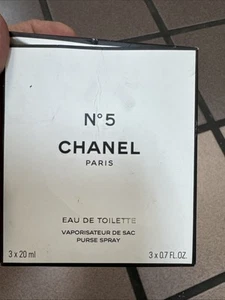 N°5
CHANEL
PARIS
EAU DE TOILETTE
VAPORISATEUR DE SAC
PURSE SPRAY
3 x 20 ml 3 x 0.7 FL.OZ.